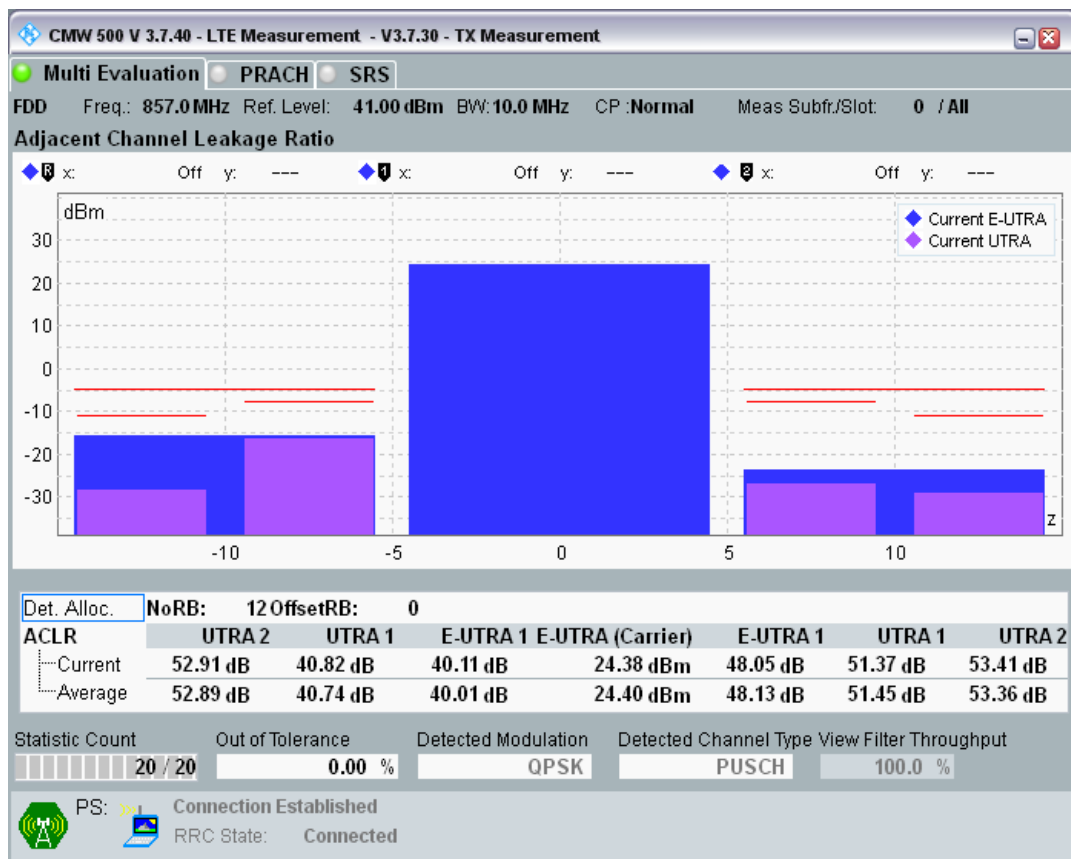 CMW 500 V 3.7.40 - LTE Measurement - V3.7.30 - TX Measurement
Multi Evaluation PRACH SRS
FDD Freq.: 857.0 MHz Ref. Level: 41.00 dBm BW: 10.0 MHz CP :Normal Meas Subfr./Slot: 0 / All
Adjacent Channel Leakage Ratio
R x: Off y: --- 1 x: Off y: --- 2 x: Off y: ---
dBm
Current E-UTRA
Current UTRA
30
20
10
0
-10
-20
-30
z
-10 -5 0 5 10
Det. Alloc. NoRB: 12 OffsetRB: 0
ACLR UTRA 2 UTRA 1 E-UTRA 1 E-UTRA (Carrier) E-UTRA 1 UTRA 1 UTRA 2
Current 52.91 dB 40.82 dB 40.11 dB 24.38 dBm 48.05 dB 51.37 dB 53.41 dB
Average 52.89 dB 40.74 dB 40.01 dB 24.40 dBm 48.13 dB 51.45 dB 53.36 dB
Statistic Count Out of Tolerance Detected Modulation Detected Channel Type View Filter Throughput
20 / 20 0.00 % QPSK PUSCH 100.0 %
PS: Connection Established
RRC State: Connected